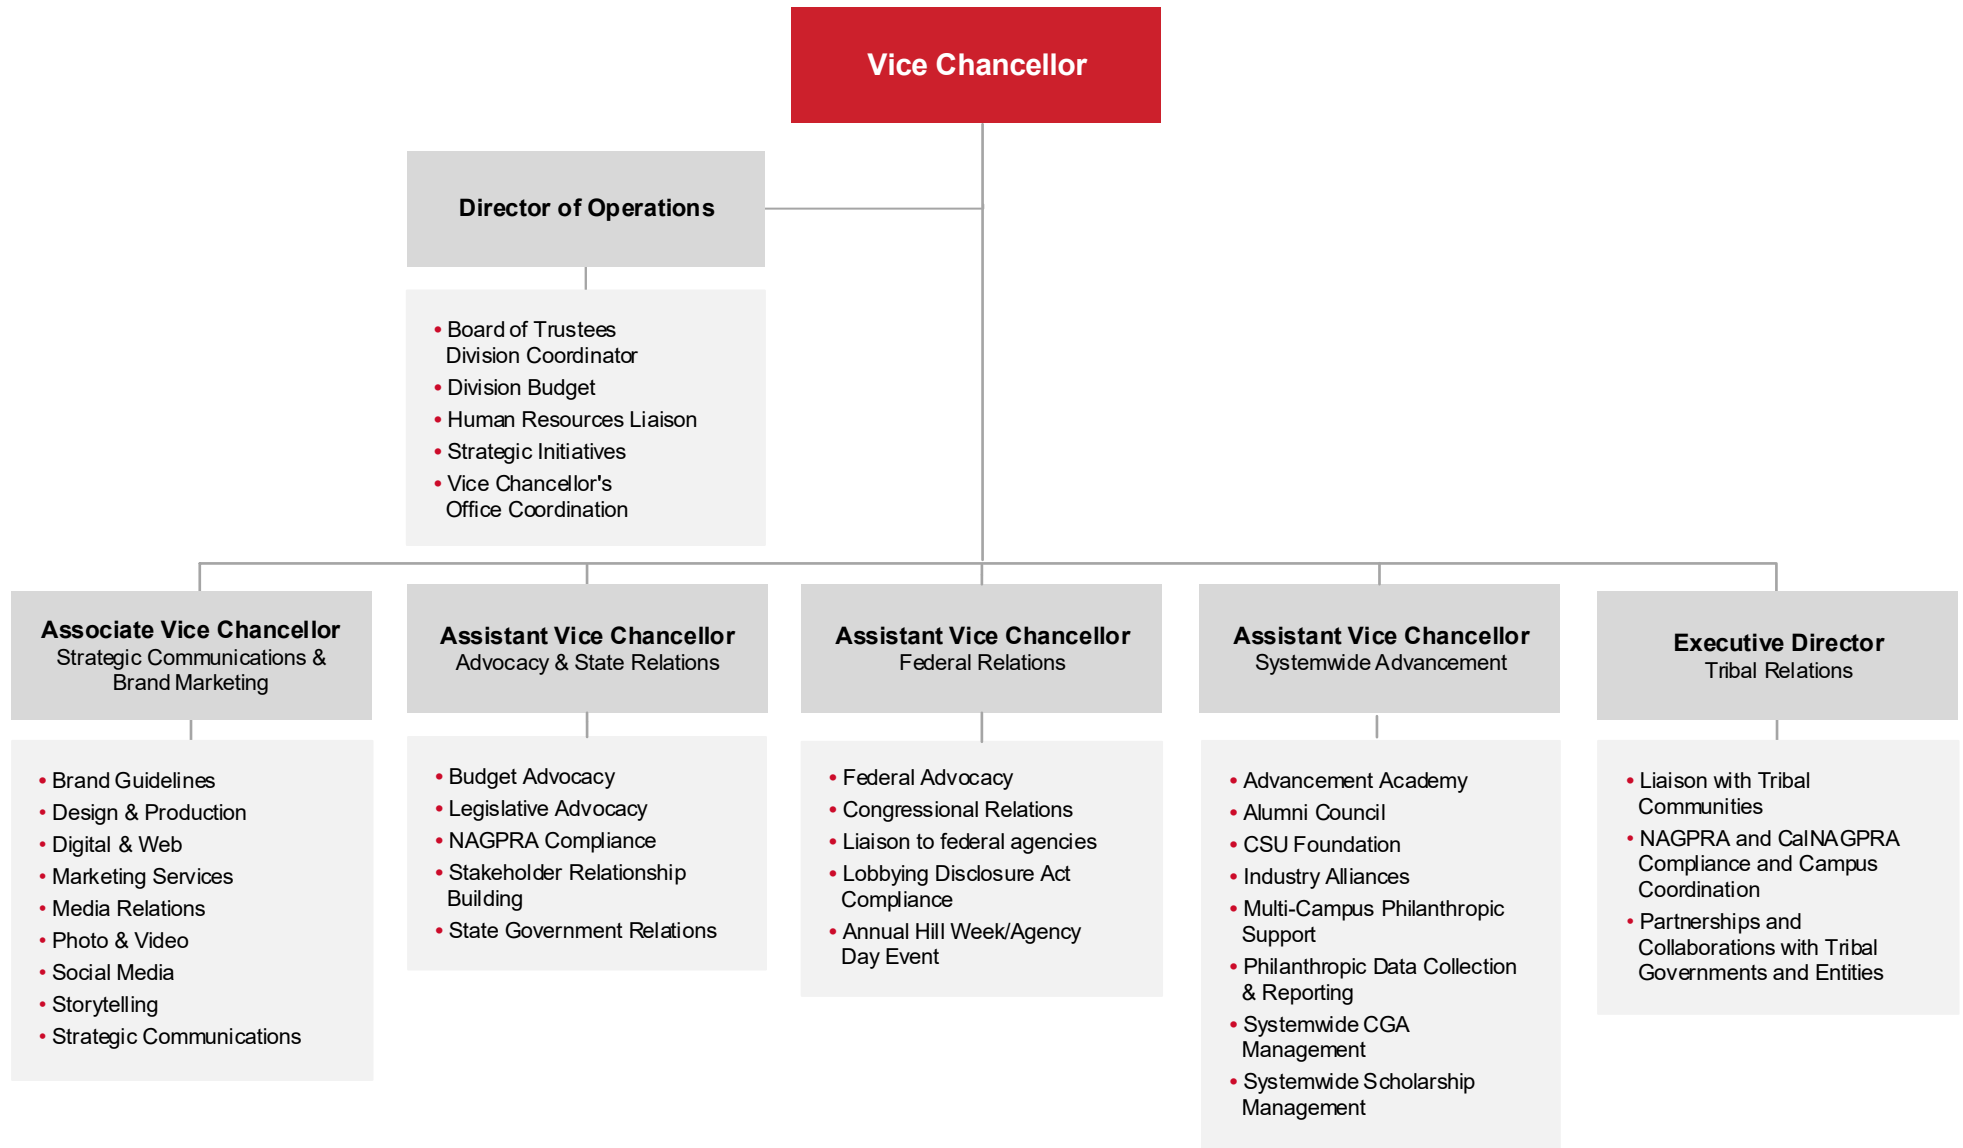 Vice Chancellor
Director of Operations
• Board of Trustees
Division Coordinator
• Division Budget
• Human Resources Liaison
• Strategic Initiatives
• Vice Chancellor's
Office Coordination
Associate Vice Chancellor
Strategic Communications &
Brand Marketing
• Brand Guidelines
• Design & Production
• Digital & Web
• Marketing Services
• Media Relations
• Photo & Video
• Social Media
• Storytelling
• Strategic Communications
Assistant Vice Chancellor
Advocacy & State Relations
• Budget Advocacy
• Legislative Advocacy
• NAGPRA Compliance
• Stakeholder Relationship
Building
• State Government Relations
Assistant Vice Chancellor
Federal Relations
• Federal Advocacy
• Congressional Relations
• Liaison to federal agencies
• Lobbying Disclosure Act
Compliance
• Annual Hill Week/Agency
Day Event
Assistant Vice Chancellor
Systemwide Advancement
• Advancement Academy
• Alumni Council
• CSU Foundation
• Industry Alliances
• Multi-Campus Philanthropic
Support
• Philanthropic Data Collection
& Reporting
• Systemwide CGA
Management
• Systemwide Scholarship
Management
Executive Director
Tribal Relations
• Liaison with Tribal
Communities
• NAGPRA and CalNAGPRA
Compliance and Campus
Coordination
• Partnerships and
Collaborations with Tribal
Governments and Entities